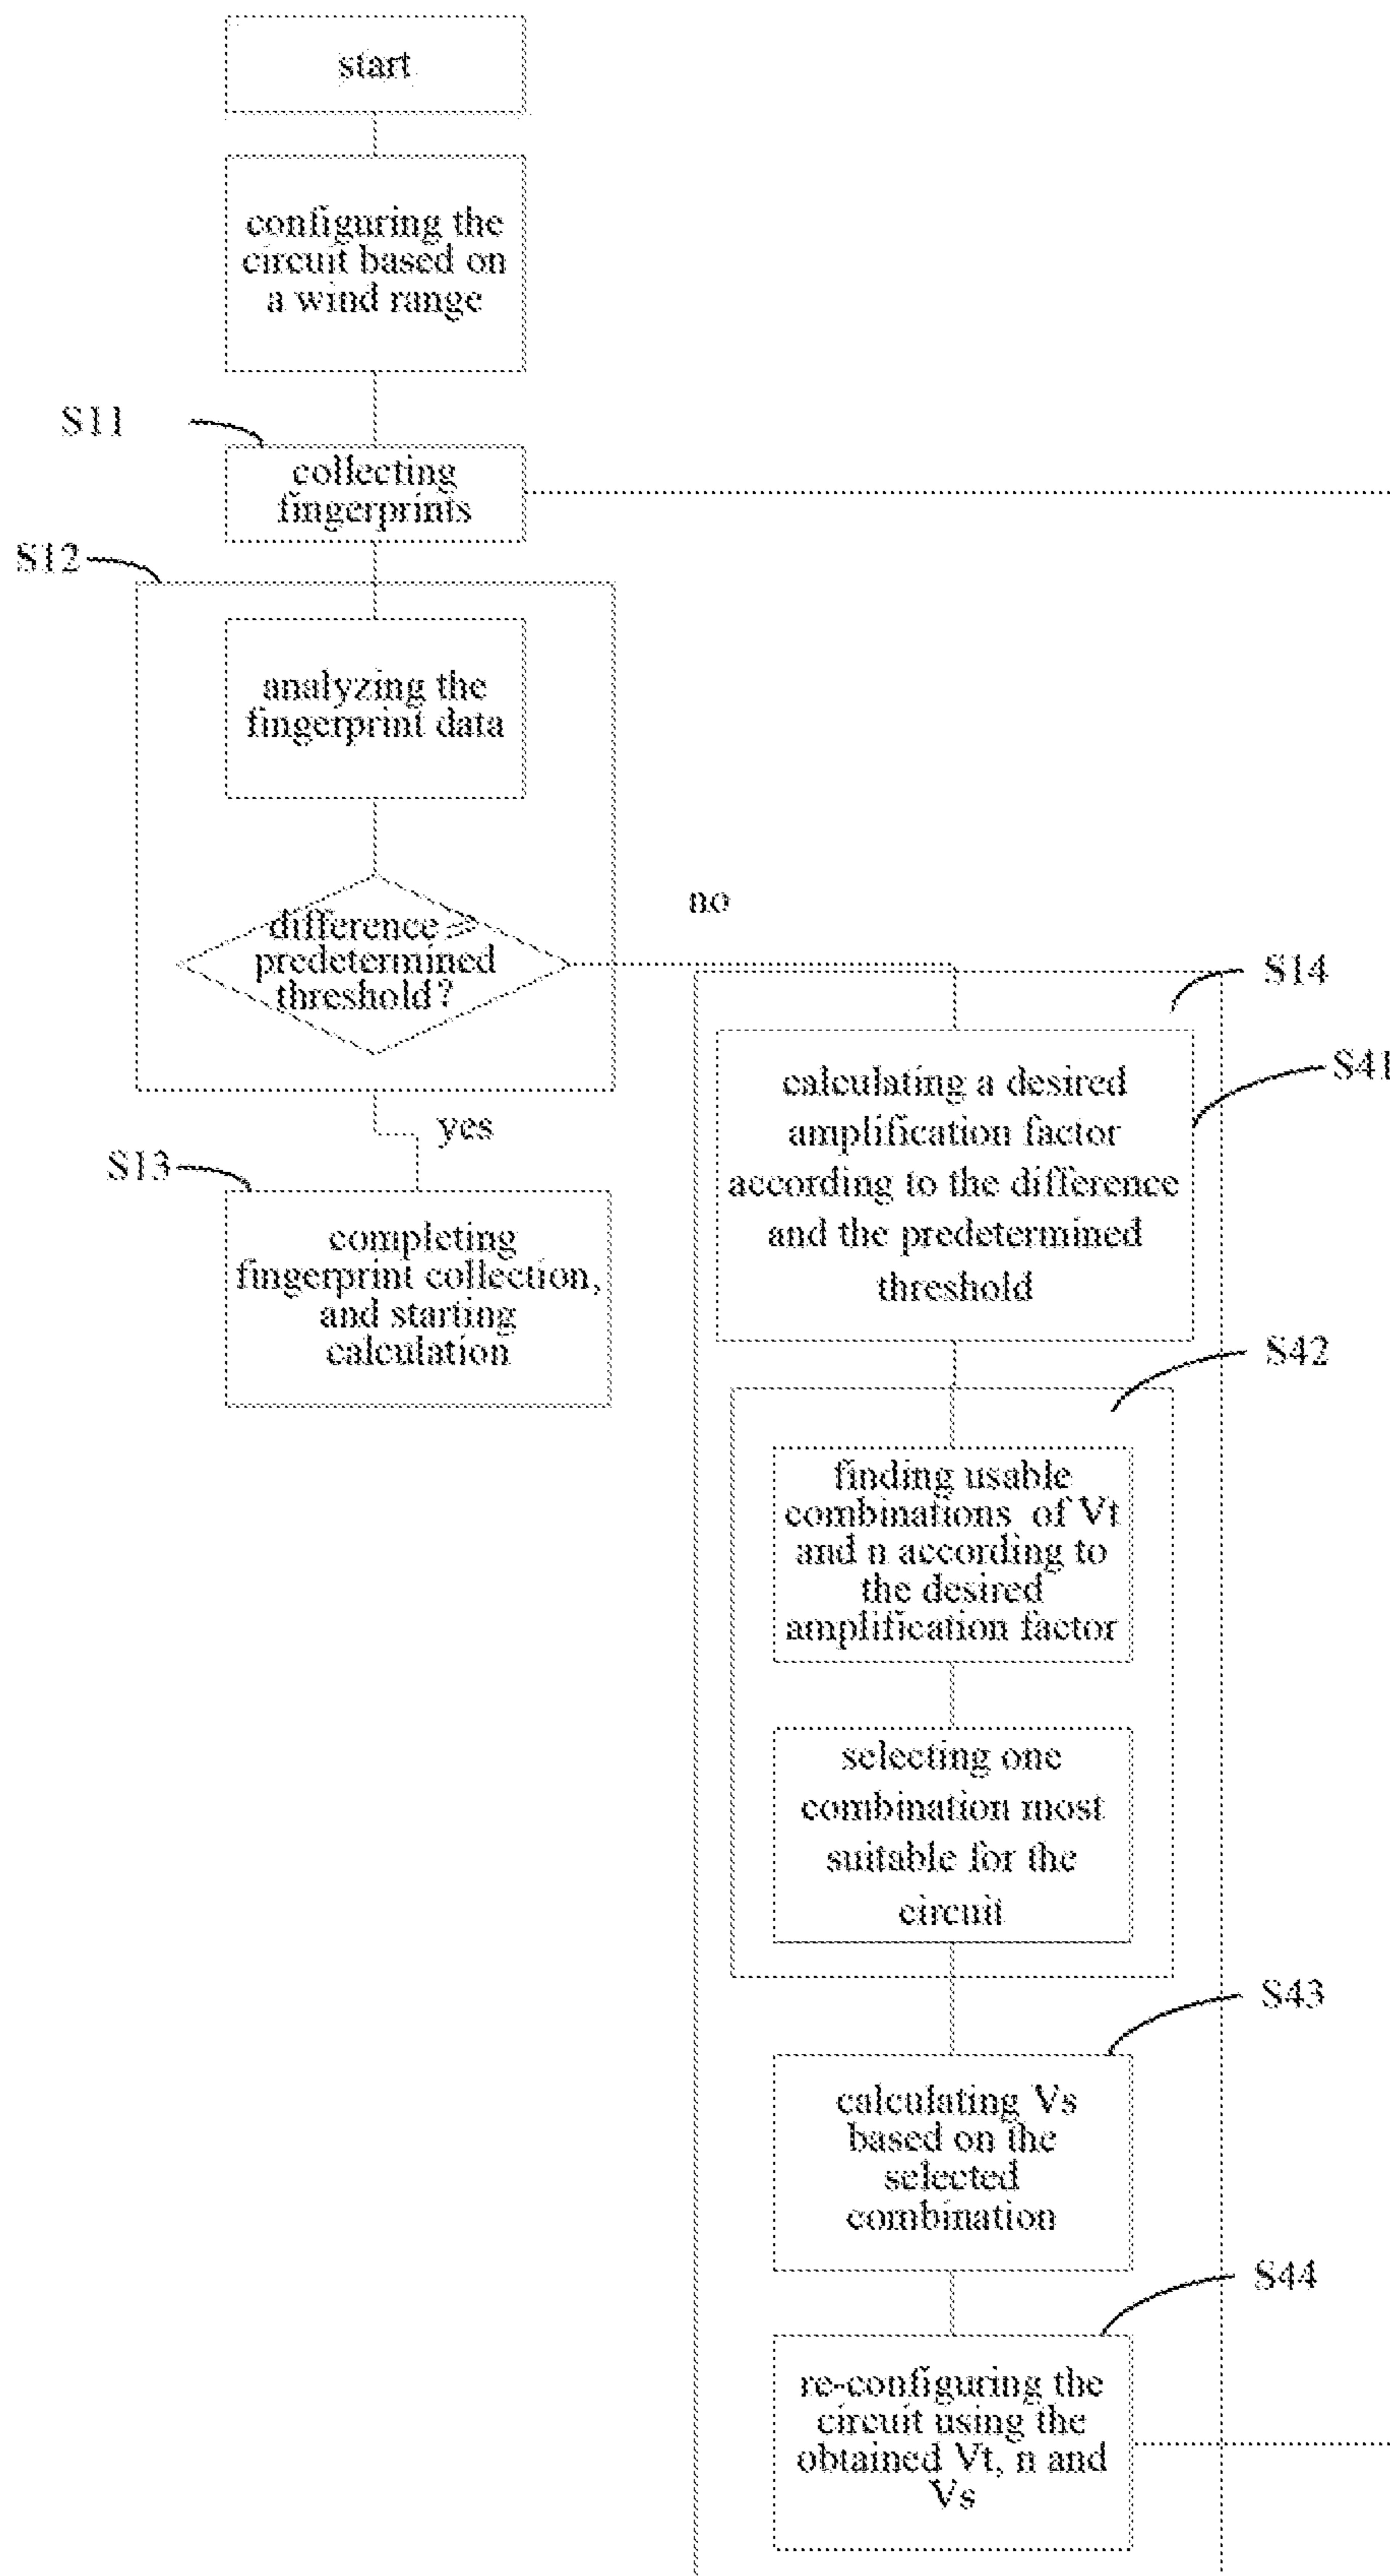 start
configuring the
circuit based on
a wind range
S11
collecting
fingerprints
S12
analyzing the
fingerprint data
difference ≥
predetermined
threshold?
no
yes
S13
completing
fingerprint collection,
and starting
calculation
S14
S41
calculating a desired
amplification factor
according to the difference
and the predetermined
threshold
S42
finding usable
combinations of Vt
and n according to
the desired
amplification factor
selecting one
combination most
suitable for the
circuit
S43
calculating Vs
based on the
selected
combination
S44
re-configuring the
circuit using the
obtained Vt, n and
Vs